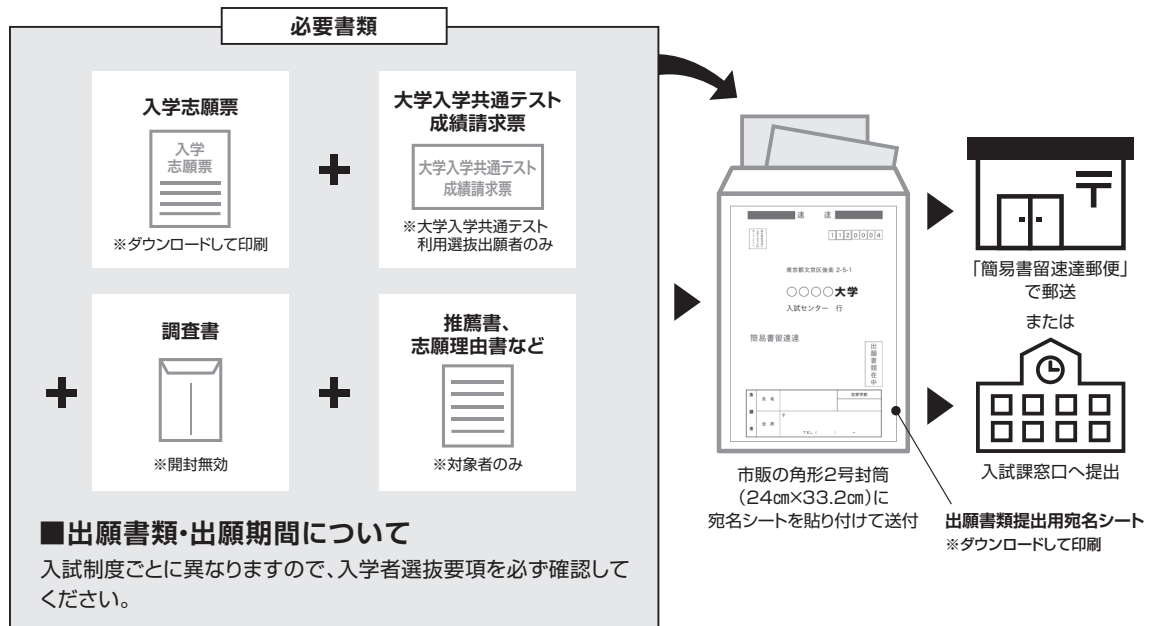 必要書類
入学志願票
入学
志願票
※ダウンロードして印刷
大学入学共通テスト
成績請求票
大学入学共通テスト
成績請求票
※大学入学共通テスト
利用選抜出願者のみ
調査書
※開封無効
推薦書、
志願理由書など
※対象者のみ
■出願書類・出願期間について
入試制度ごとに異なりますので、入学者選抜要項を必ず確認して
ください。
速 達
1120004
東京都文京区後楽 2-5-1
○○○○大学
入試センター 行
簡易書留速達
出願書類在中
志願者
氏 名
志望学部
住 所
〒
TEL ( ) −
市販の角形2号封筒
(24㎝×33.2㎝)に
宛名シートを貼り付けて送付
〒
「簡易書留速達郵便」
で郵送
または
入試課窓口へ提出
出願書類提出用宛名シート
※ダウンロードして印刷